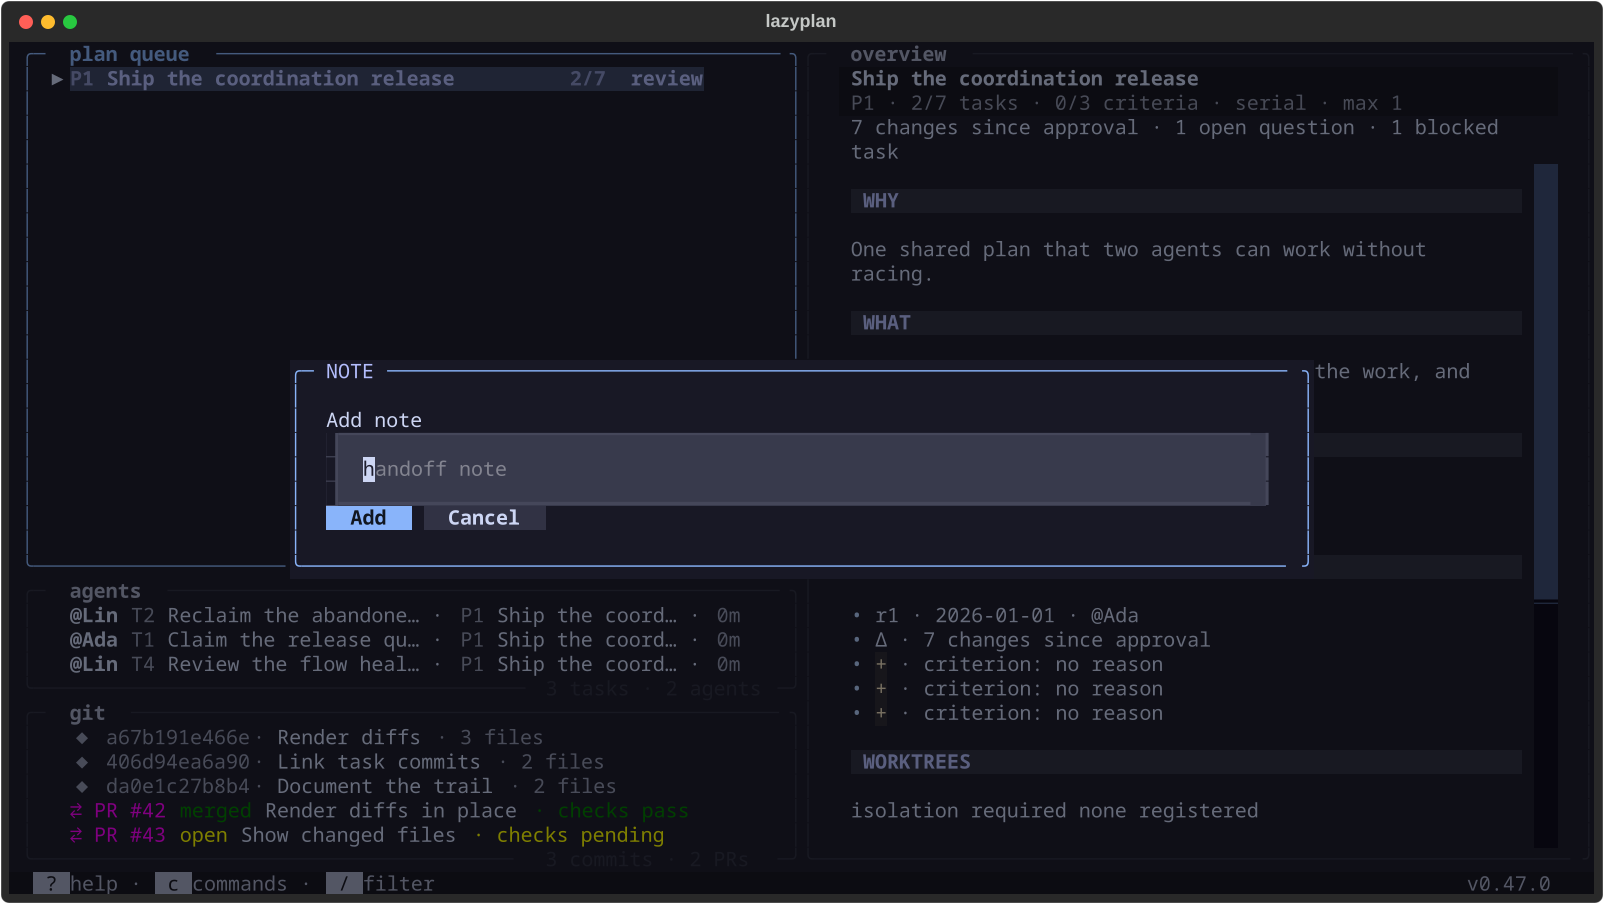 lazyplan
plan queue
▶ P1 Ship the coordination release 2/7 review
overview
Ship the coordination release
P1 · 2/7 tasks · 0/3 criteria · serial · max 1
7 changes since approval · 1 open question · 1 blocked
task
WHY
One shared plan that two agents can work without
racing.
WHAT
the work, and
NOTE
Add note
handoff note
Add Cancel
agents
@Lin T2 Reclaim the abandone… · P1 Ship the coord… · 0m
@Ada T1 Claim the release qu… · P1 Ship the coord… · 0m
@Lin T4 Review the flow heal… · P1 Ship the coord… · 0m
3 tasks · 2 agents
git
◆ a67b191e466e· Render diffs · 3 files
◆ 406d94ea6a90· Link task commits · 2 files
◆ da0e1c27b8b4· Document the trail · 2 files
⇄ PR #42 merged Render diffs in place · checks pass
⇄ PR #43 open Show changed files · checks pending
3 commits · 2 PRs
• r1 · 2026-01-01 · @Ada
• Δ · 7 changes since approval
• + · criterion: no reason
• + · criterion: no reason
• + · criterion: no reason
WORKTREES
isolation required none registered
? help · c commands · / filter
v0.47.0